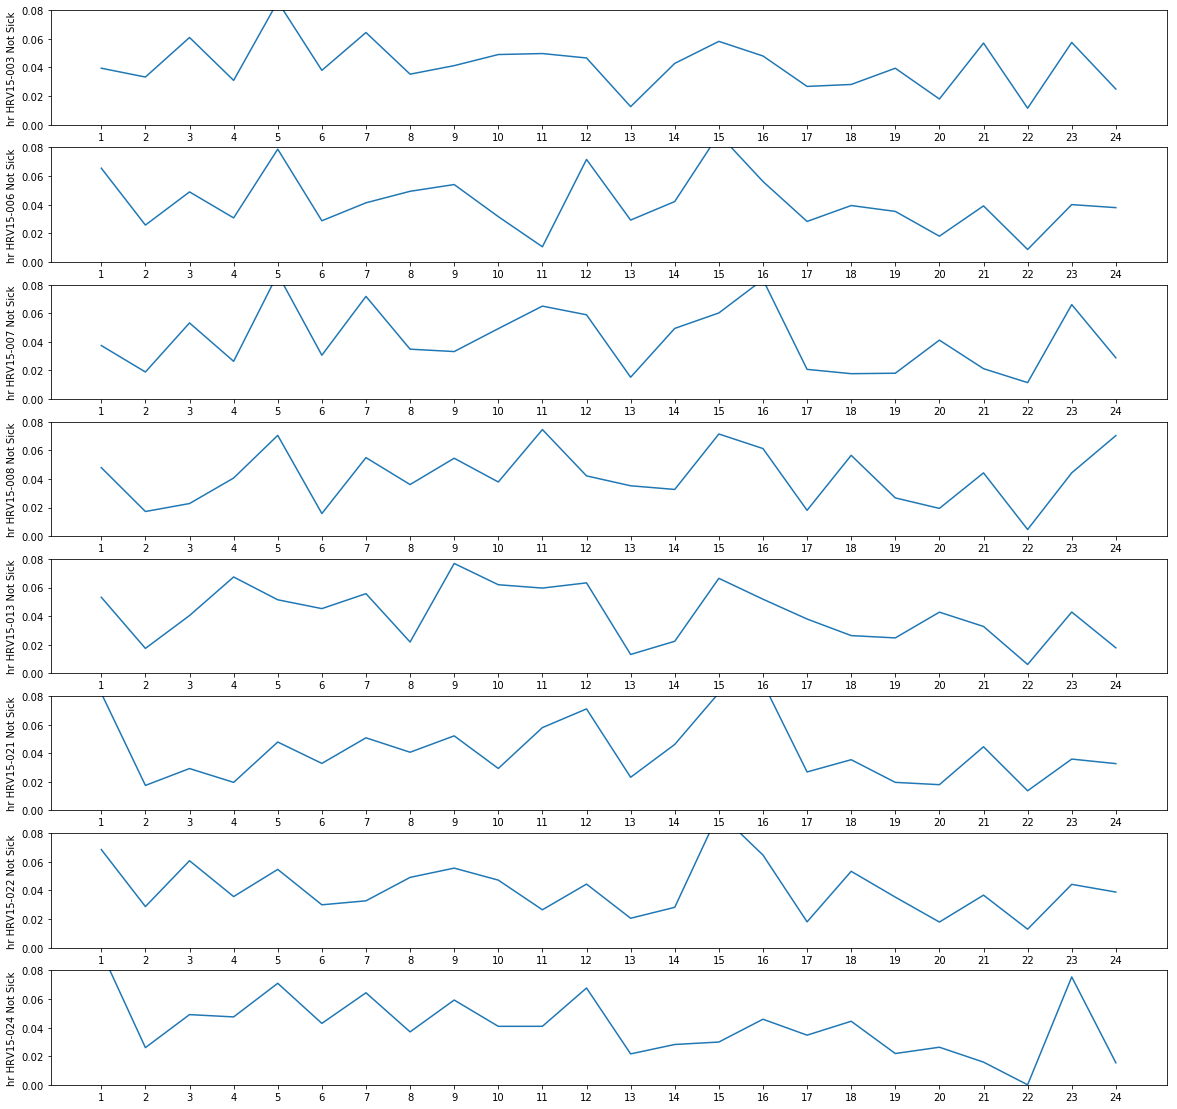 hr HRV15-003 Not Sick
0.08
0.06
0.04
0.02
0.00
1 2 3 4 5 6 7 8 9 10 11 12 13 14 15 16 17 18 19 20 21 22 23 24
hr HRV15-006 Not Sick
0.08
0.06
0.04
0.02
0.00
1 2 3 4 5 6 7 8 9 10 11 12 13 14 15 16 17 18 19 20 21 22 23 24
hr HRV15-007 Not Sick
0.08
0.06
0.04
0.02
0.00
1 2 3 4 5 6 7 8 9 10 11 12 13 14 15 16 17 18 19 20 21 22 23 24
hr HRV15-008 Not Sick
0.08
0.06
0.04
0.02
0.00
1 2 3 4 5 6 7 8 9 10 11 12 13 14 15 16 17 18 19 20 21 22 23 24
hr HRV15-013 Not Sick
0.08
0.06
0.04
0.02
0.00
1 2 3 4 5 6 7 8 9 10 11 12 13 14 15 16 17 18 19 20 21 22 23 24
hr HRV15-021 Not Sick
0.08
0.06
0.04
0.02
0.00
1 2 3 4 5 6 7 8 9 10 11 12 13 14 15 16 17 18 19 20 21 22 23 24
hr HRV15-022 Not Sick
0.08
0.06
0.04
0.02
0.00
1 2 3 4 5 6 7 8 9 10 11 12 13 14 15 16 17 18 19 20 21 22 23 24
hr HRV15-024 Not Sick
0.08
0.06
0.04
0.02
0.00
1 2 3 4 5 6 7 8 9 10 11 12 13 14 15 16 17 18 19 20 21 22 23 24